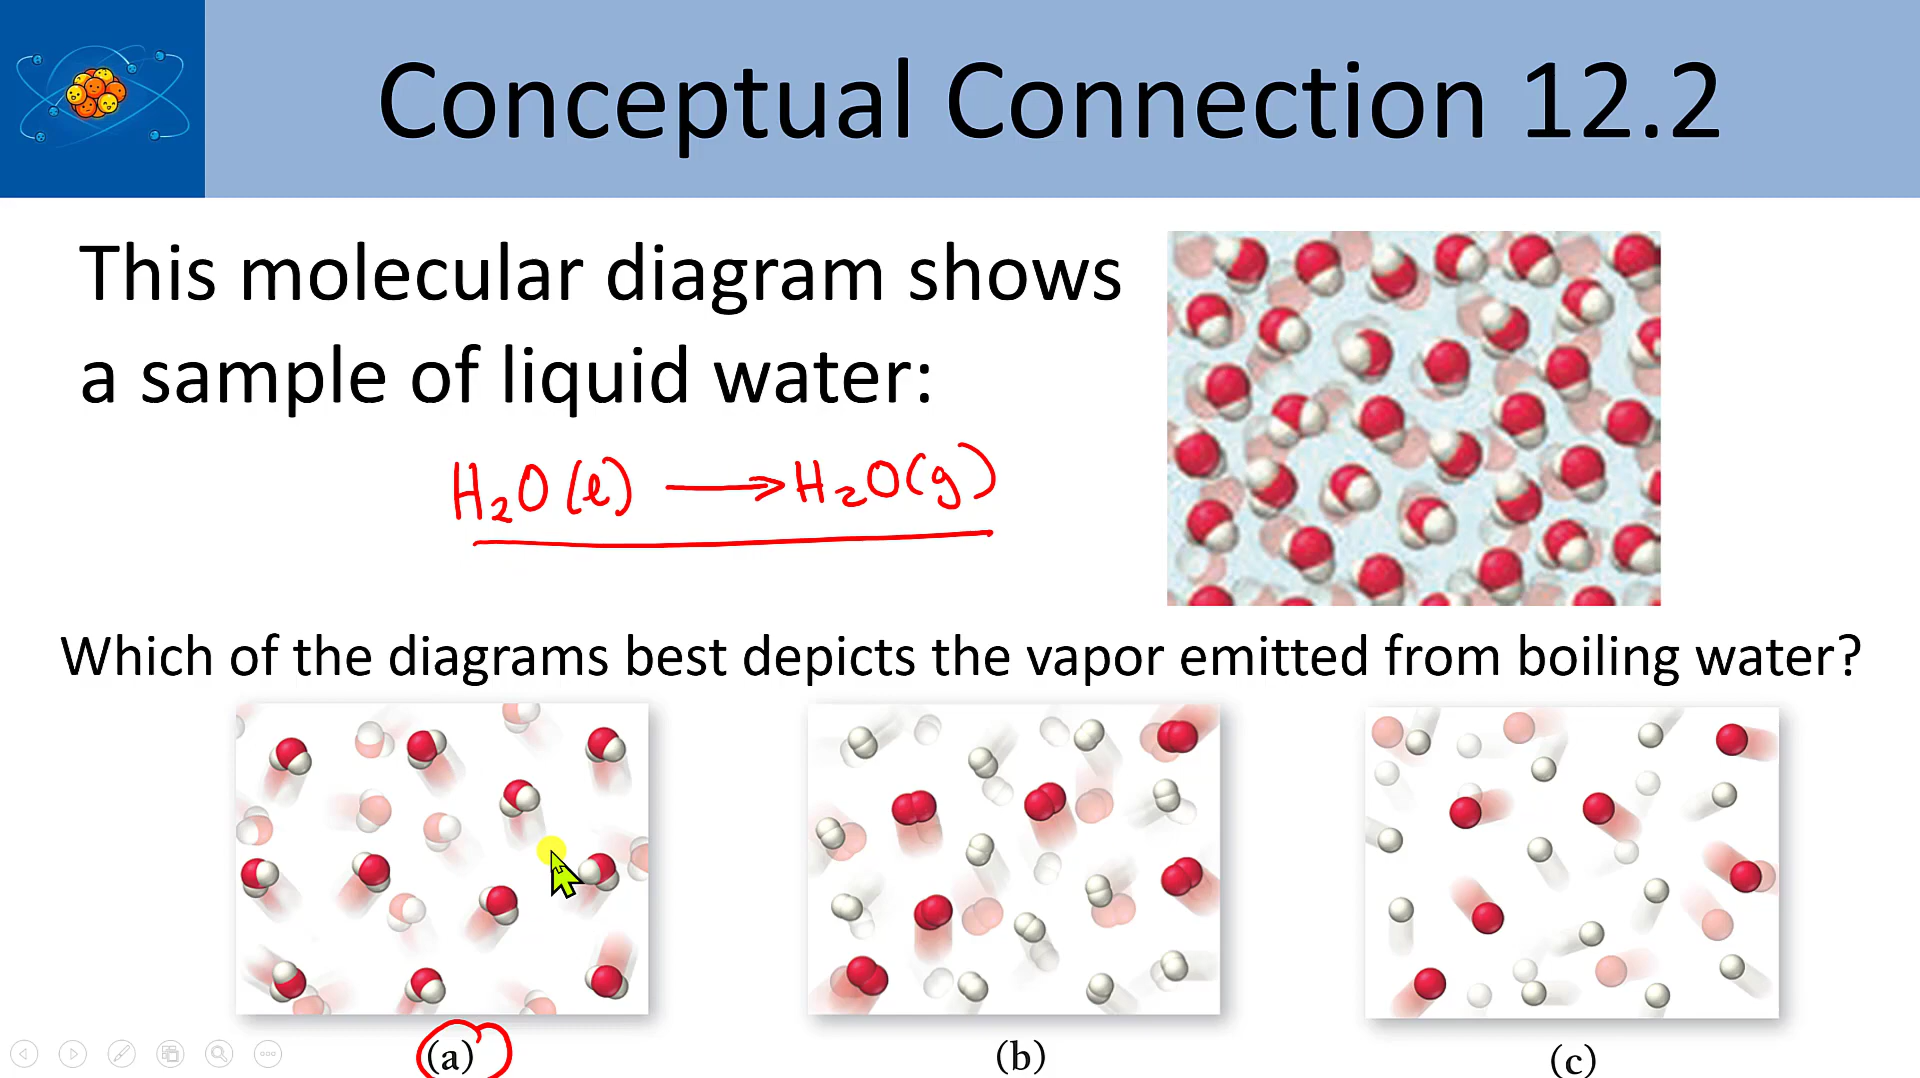 Conceptual Connection 12.2
This molecular diagram shows
a sample of liquid water:
H₂O(l) ⟶ H₂O(g)
Which of the diagrams best depicts the vapor emitted from boiling water?
(a)
(b)
(c)